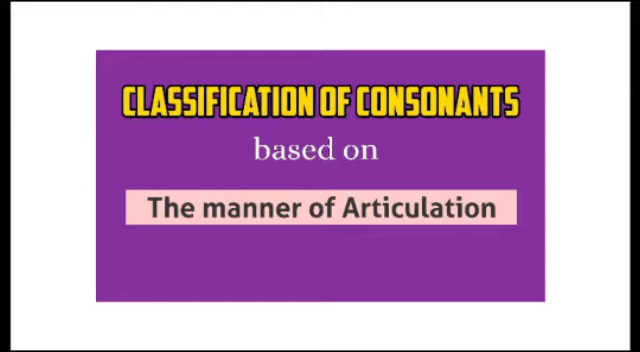 CLASSIFICATION OF CONSONANTS
based on
The manner of Articulation